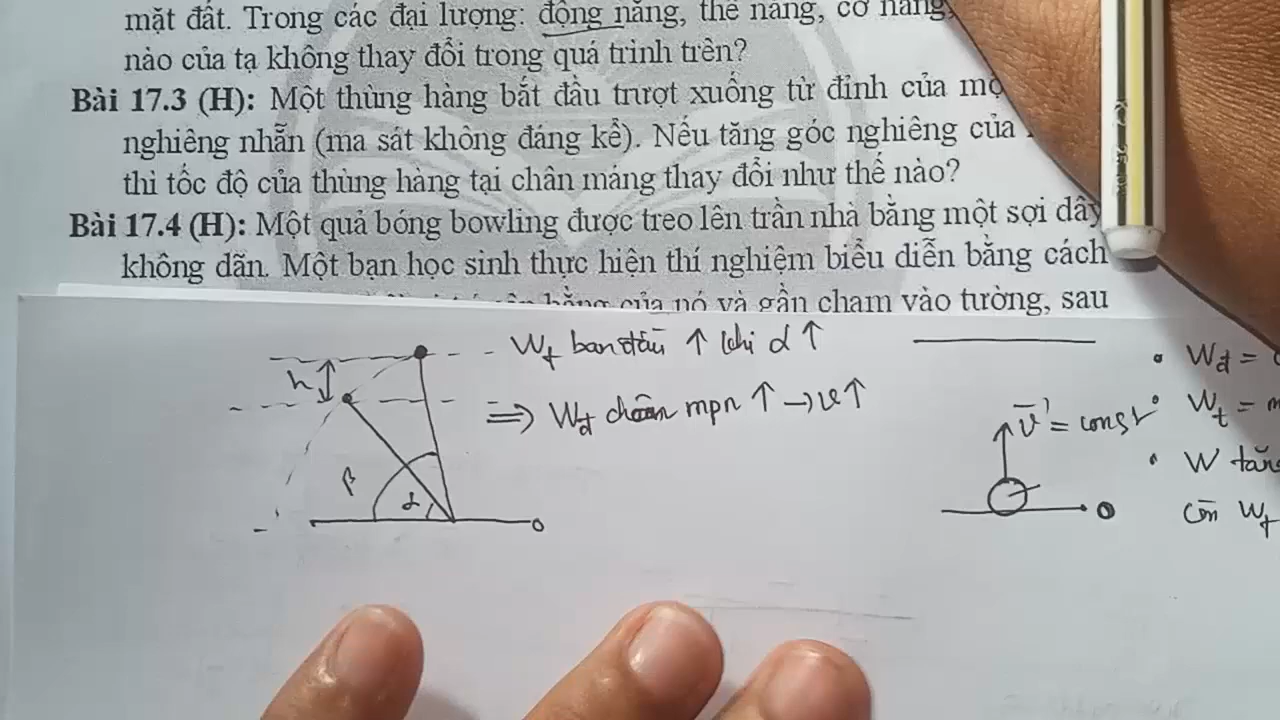 mặt đất. Trong các đại lượng: động năng, thế năng, cơ năng,
nào của tạ không thay đổi trong quá trình trên?
Bài 17.3 (H): Một thùng hàng bắt đầu trượt xuống từ đỉnh của
nghiêng nhẵn (ma sát không đáng kể). Nếu tăng góc nghiêng của
thì tốc độ của thùng hàng tại chân máng thay đổi như thế nào?
Bài 17.4 (H): Một quả bóng bowling được treo lên trần nhà bằng một sợi dây
không dãn. Một bạn học sinh thực hiện thí nghiệm biểu diễn bằng cách
bằng của nó và gần chạm vào tường, sau
Wt ban đầu ↑ khi α ↑
=> Wđ chân mpn ↑ → v ↑
h
β
α
O
v = const
O
• Wđ =
• Wt =
• W tăng
còn Wt